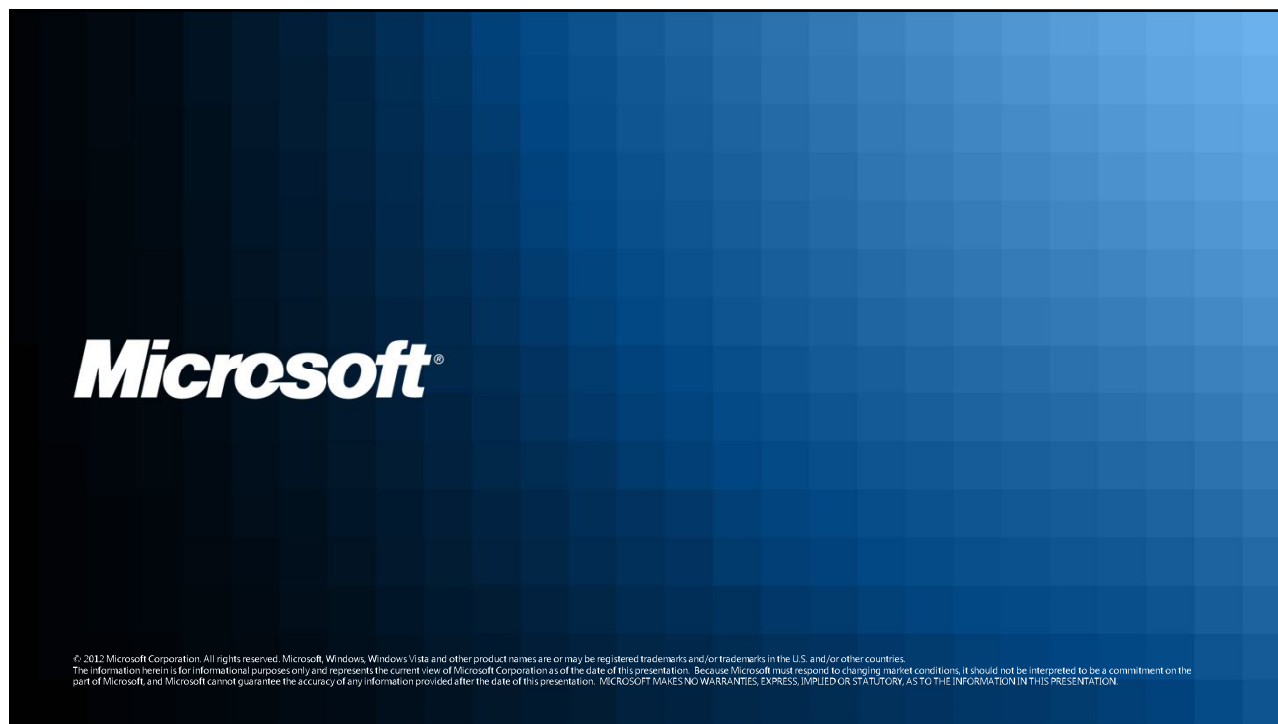 Microsoft®
© 2012 Microsoft Corporation. All rights reserved. Microsoft, Windows, Windows Vista and other product names are or may be registered trademarks and/or trademarks in the U.S. and/or other countries.
The information herein is for informational purposes only and represents the current view of Microsoft Corporation as of the date of this presentation.  Because Microsoft must respond to changing market conditions, it should not be interpreted to be a commitment on the
part of Microsoft, and Microsoft cannot guarantee the accuracy of any information provided after the date of this presentation.  MICROSOFT MAKES NO WARRANTIES, EXPRESS, IMPLIED OR STATUTORY, AS TO THE INFORMATION IN THIS PRESENTATION.